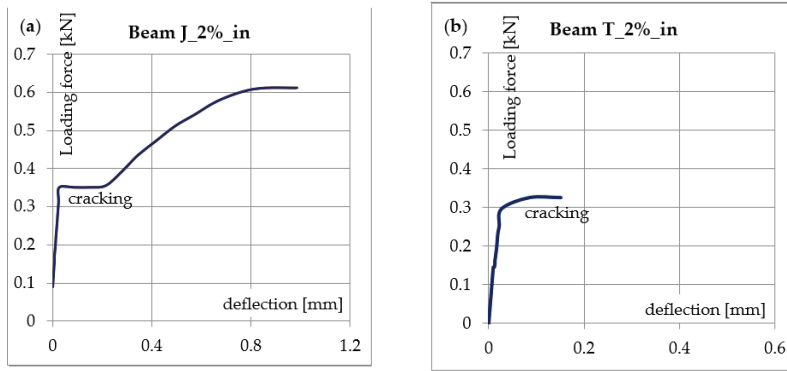 (a)
Beam J_2%_in
Loading force [kN]
0.7
0.6
0.5
0.4
0.3
0.2
0.1
0
cracking
deflection [mm]
0
0.4
0.8
1.2
(b)
Beam T_2%_in
Loading force [kN]
0.7
0.6
0.5
0.4
0.3
0.2
0.1
0
cracking
deflection [mm]
0
0.2
0.4
0.6